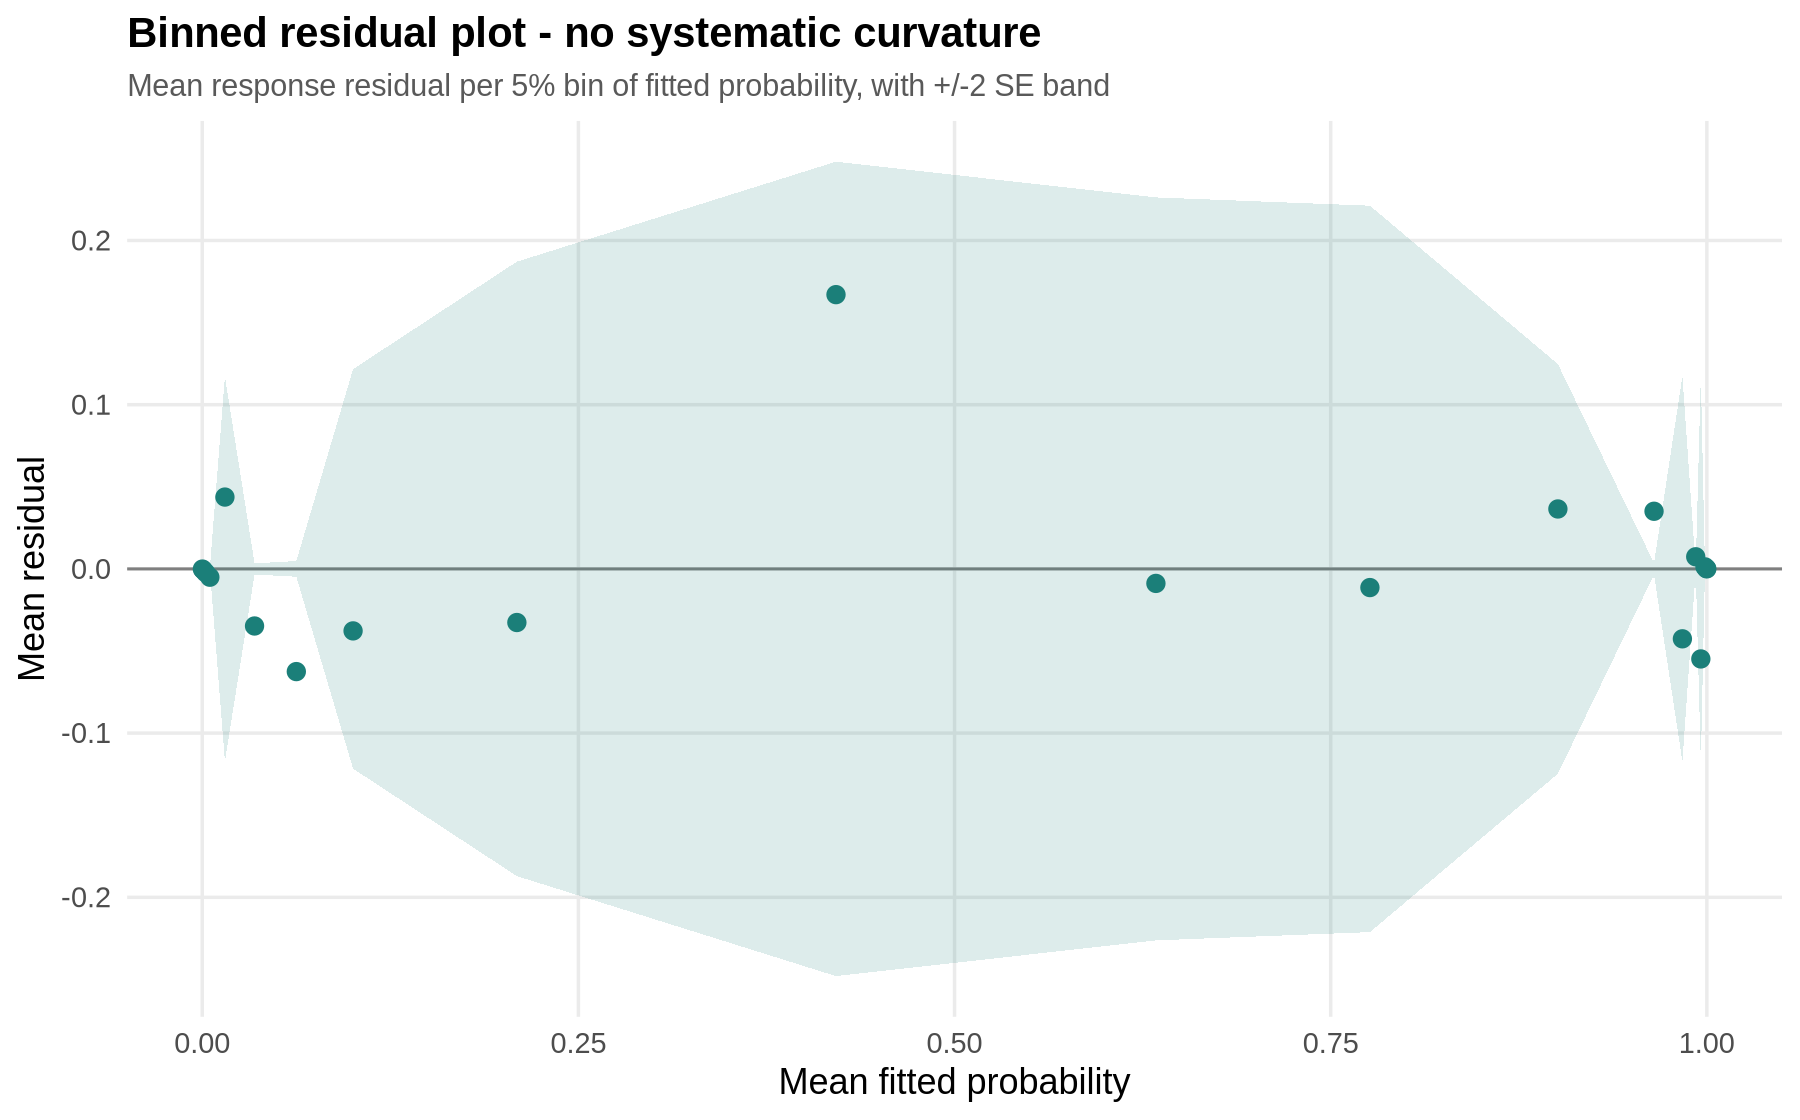 Binned residual plot - no systematic curvature
Mean response residual per 5% bin of fitted probability, with +/-2 SE band
Mean residual
0.2
0.1
0.0
-0.1
-0.2
0.00 0.25 0.50 0.75 1.00
Mean fitted probability